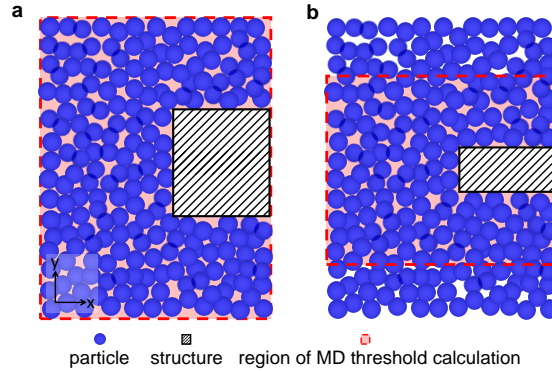 a
b
y
x
particle structure region of MD threshold calculation